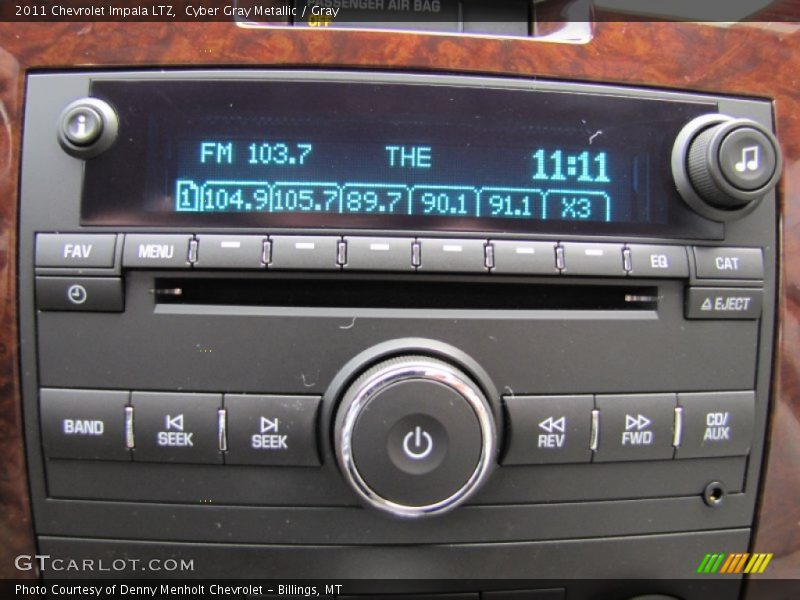 2011 Chevrolet Impala LTZ, Cyber Gray Metallic / Gray
PASSENGER AIR BAG
OFF
i
FM 103.7 THE 11:11
1 104.9 105.7 89.7 90.1 91.1 X3
FAV MENU EQ CAT
EJECT
BAND SEEK SEEK REV FWD CD/
AUX
GTCARLOT.COM
Photo Courtesy of Denny Menholt Chevrolet - Billings, MT